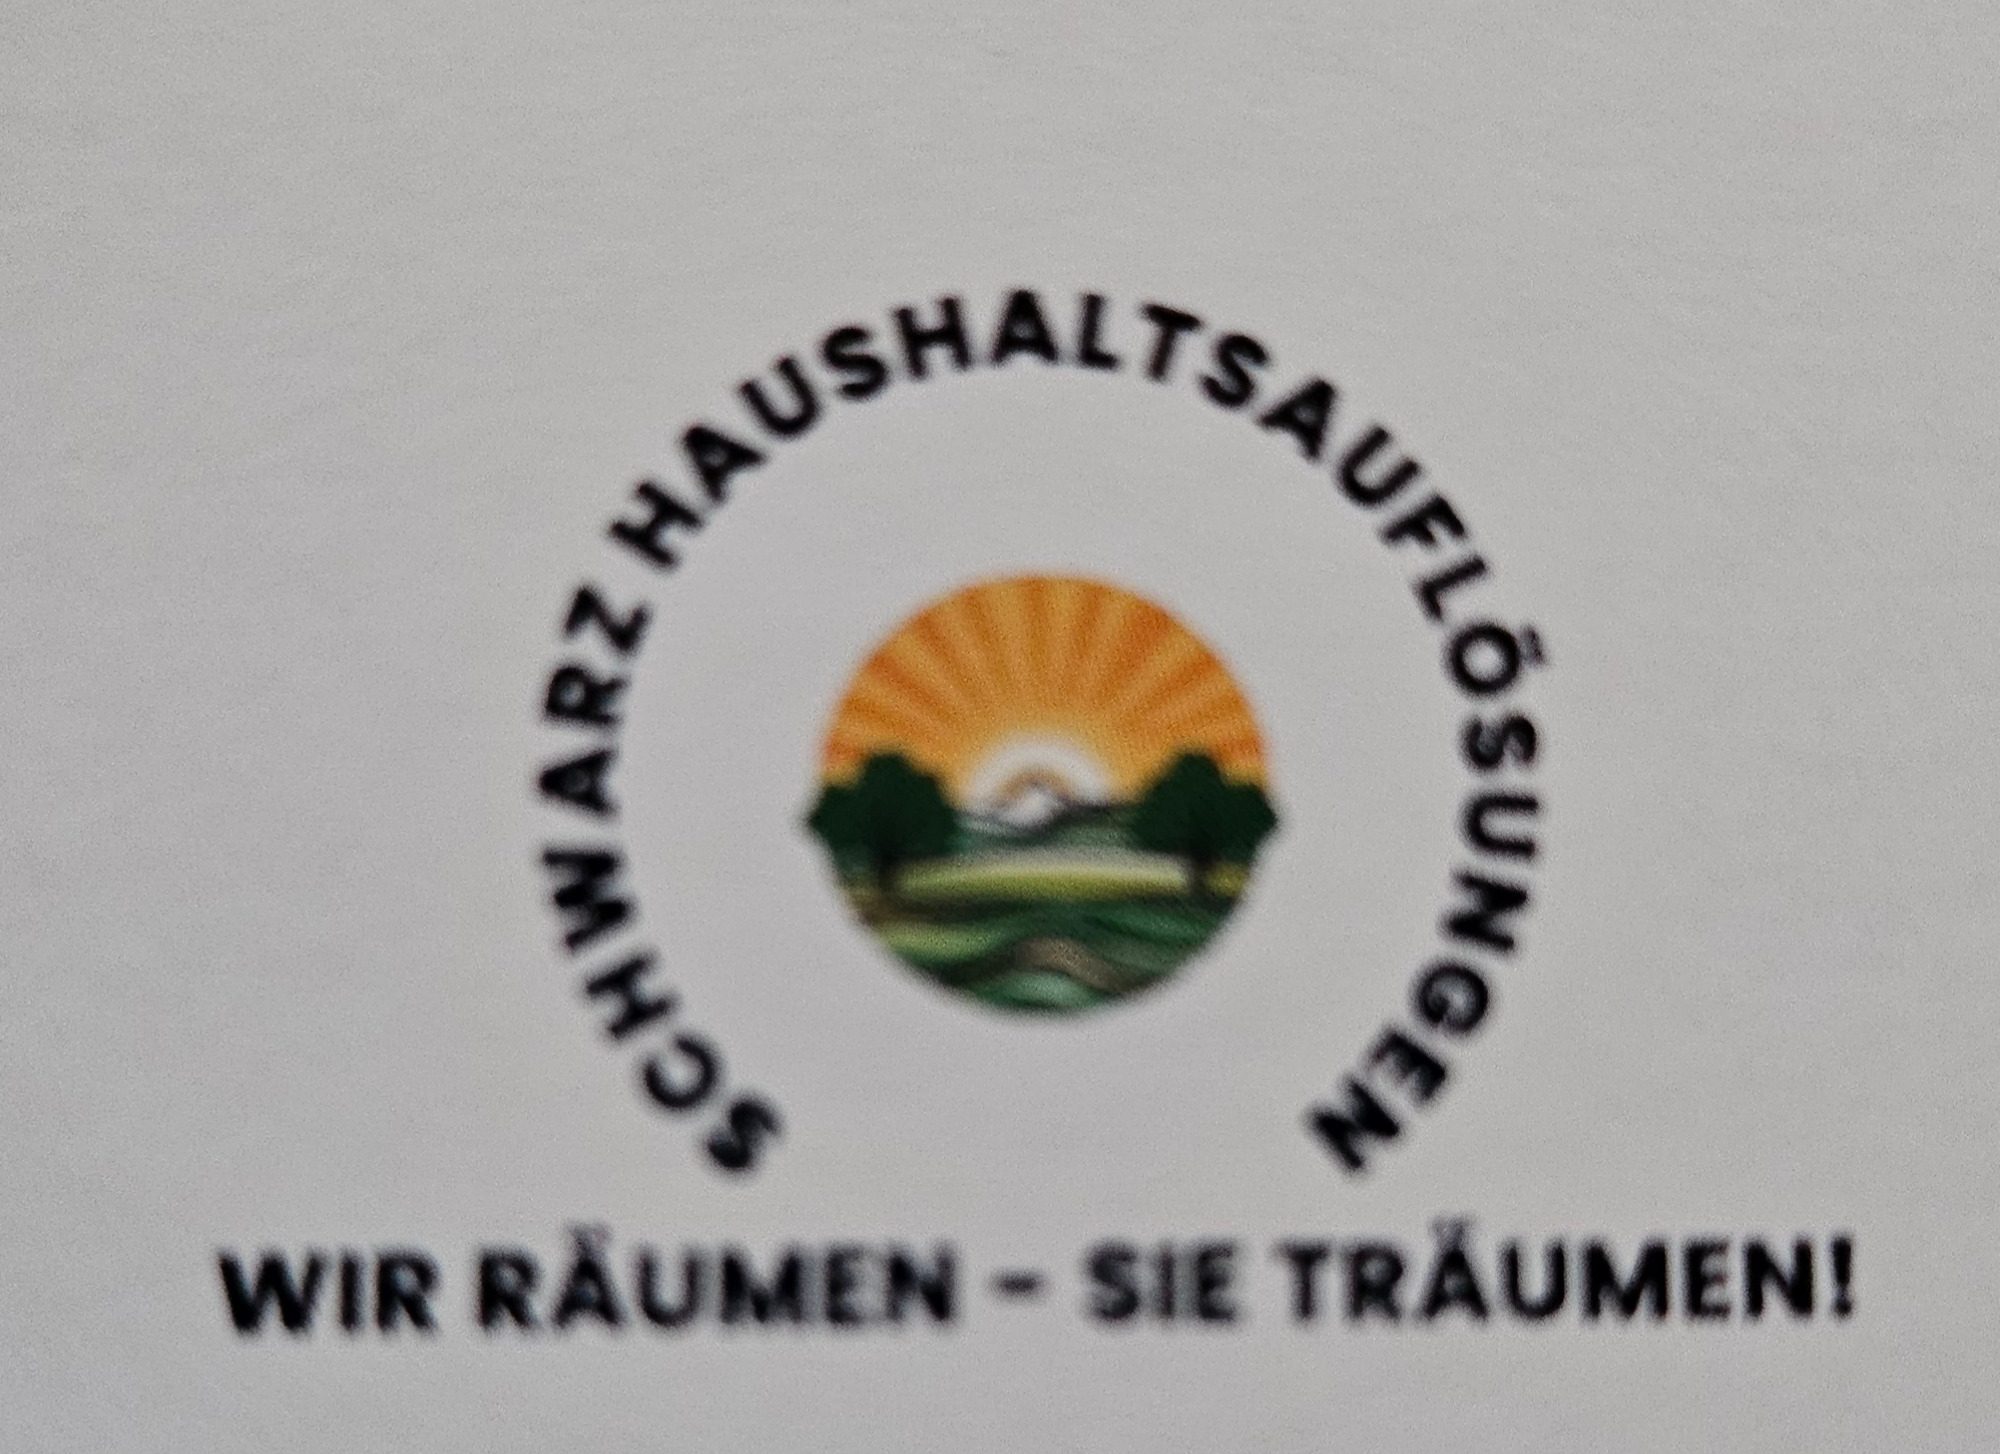 SCHWARZ HAUSHALTSAUFLÖSUNGEN
WIR RÄUMEN - SIE TRÄUMEN!